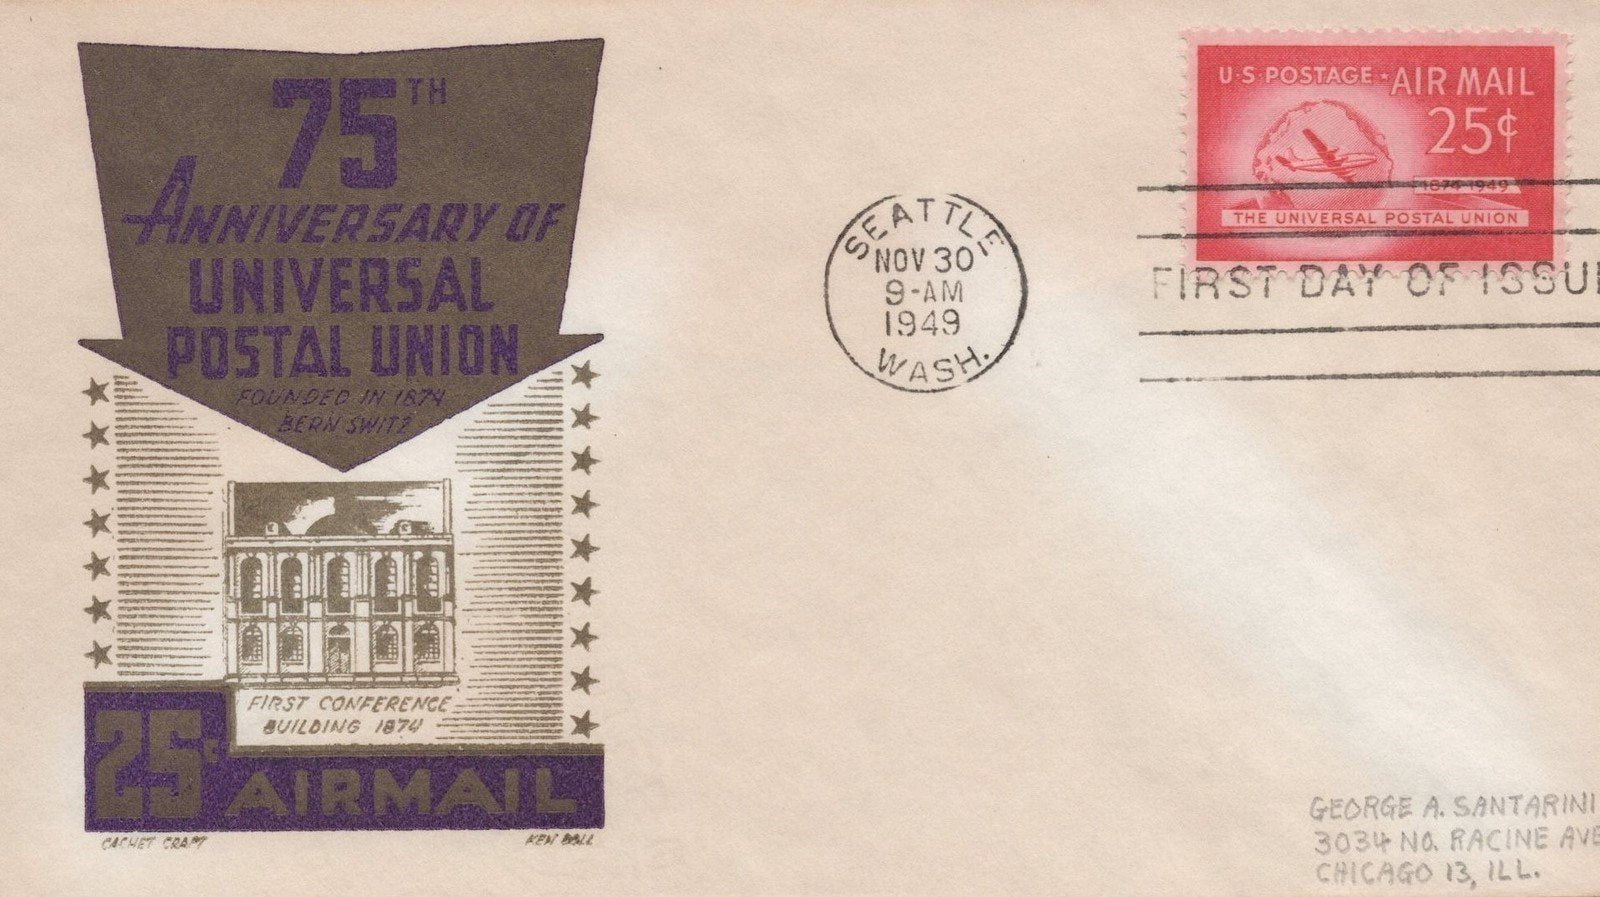 75TH
ANNIVERSARY OF
UNIVERSAL
POSTAL UNION
FOUNDED IN 1874
BERN SWITZ
FIRST CONFERENCE
BUILDING 1874
25¢ AIRMAIL
CACHET CRAFT
KEN BOLL
SEATTLE
NOV 30
9-AM
1949
WASH.
U·S·POSTAGE · AIR MAIL
25¢
1874-1949
THE UNIVERSAL POSTAL UNION
FIRST DAY OF ISSUE
GEORGE A. SANTARINI
3034 NO. RACINE AVE
CHICAGO 13, ILL.